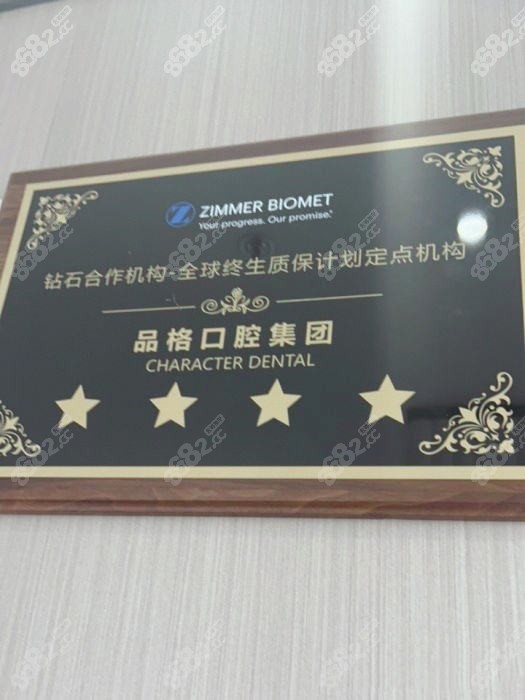 ZIMMER BIOMET
Your progress. Our promise.®
钻石合作机构-全球终生质保计划定点机构
品格口腔集团
CHARACTER DENTAL